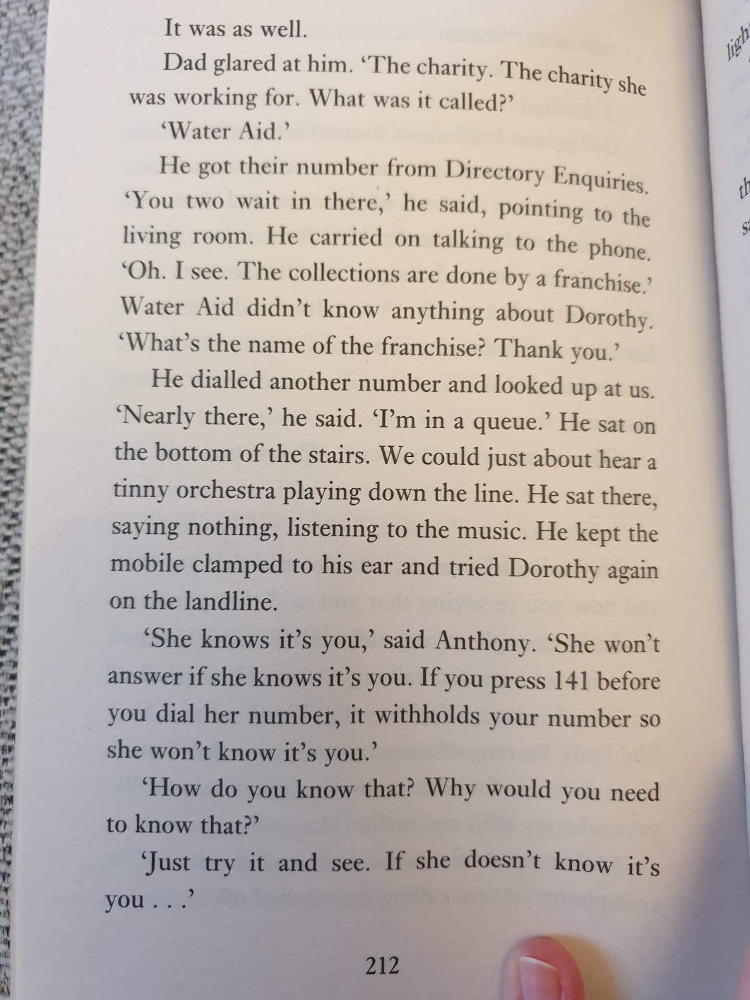 It was as well.
Dad glared at him. ‘The charity. The charity she
was working for. What was it called?’
‘Water Aid.’
He got their number from Directory Enquiries.
‘You two wait in there,’ he said, pointing to the
living room. He carried on talking to the phone.
‘Oh. I see. The collections are done by a franchise.’
Water Aid didn’t know anything about Dorothy.
‘What’s the name of the franchise? Thank you.’
He dialled another number and looked up at us.
‘Nearly there,’ he said. ‘I’m in a queue.’ He sat on
the bottom of the stairs. We could just about hear a
tinny orchestra playing down the line. He sat there,
saying nothing, listening to the music. He kept the
mobile clamped to his ear and tried Dorothy again
on the landline.
‘She knows it’s you,’ said Anthony. ‘She won’t
answer if she knows it’s you. If you press 141 before
you dial her number, it withholds your number so
she won’t know it’s you.’
‘How do you know that? Why would you need
to know that?’
‘Just try it and see. If she doesn’t know it’s
you . . .’
212